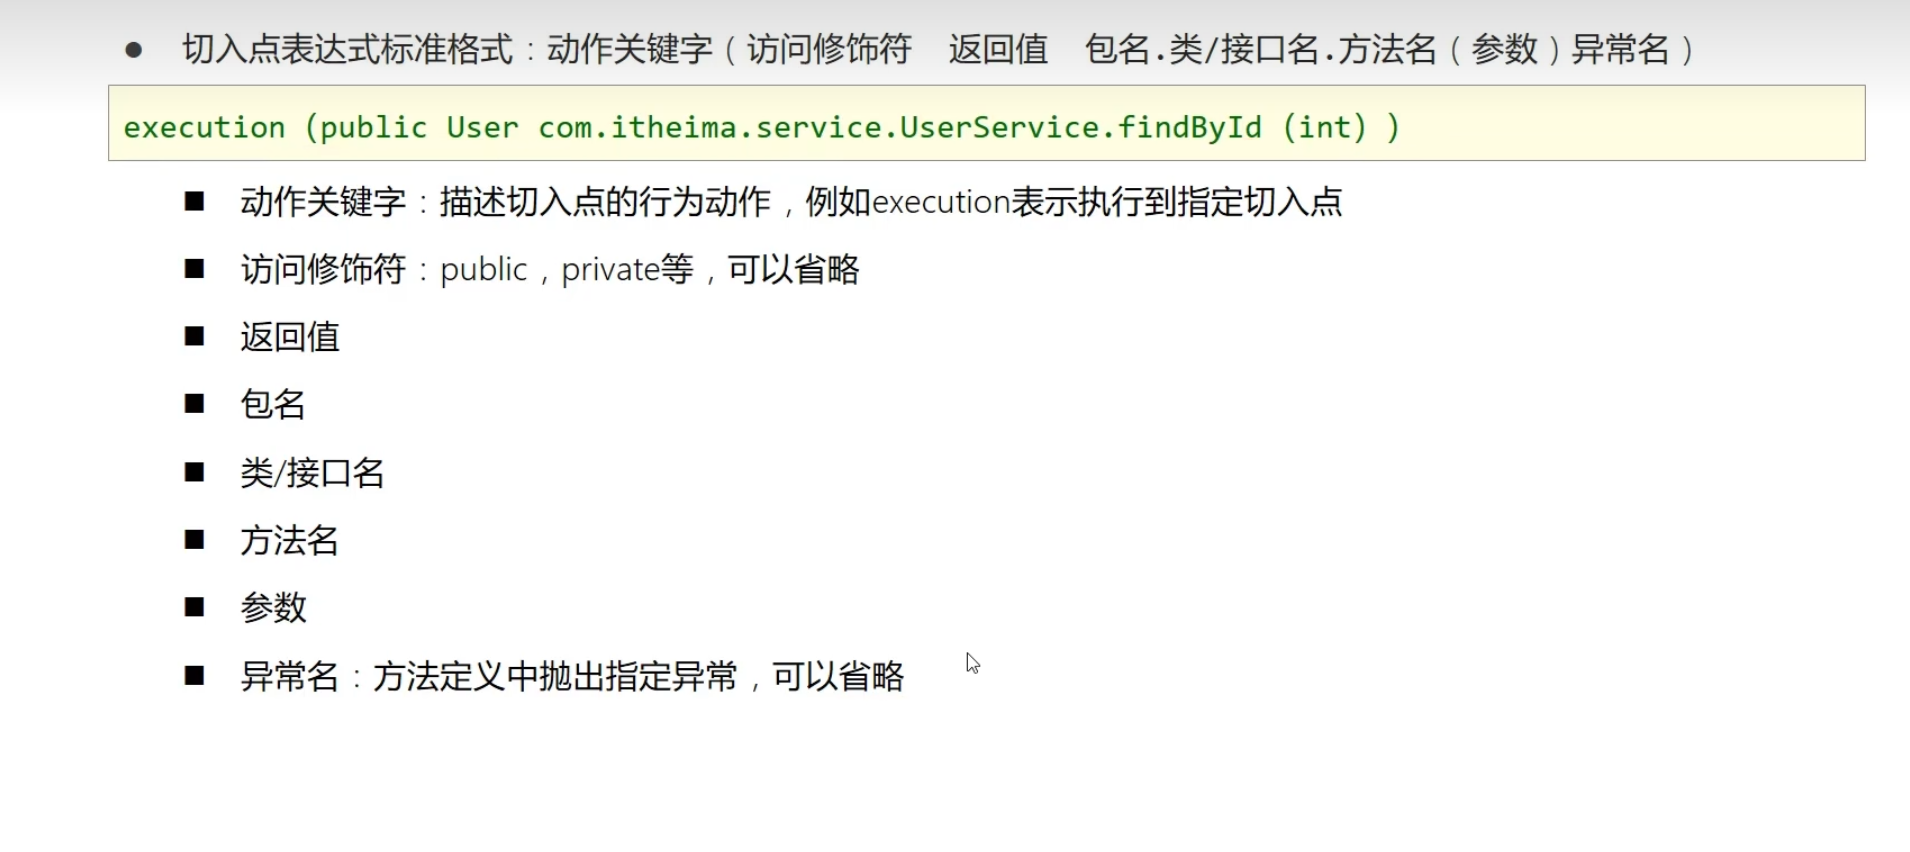 ● 切入点表达式标准格式：动作关键字（访问修饰符 返回值 包名.类/接口名.方法名（参数）异常名）
execution (public User com.itheima.service.UserService.findById (int) )
■ 动作关键字：描述切入点的行为动作，例如execution表示执行到指定切入点
■ 访问修饰符：public，private等，可以省略
■ 返回值
■ 包名
■ 类/接口名
■ 方法名
■ 参数
■ 异常名：方法定义中抛出指定异常，可以省略